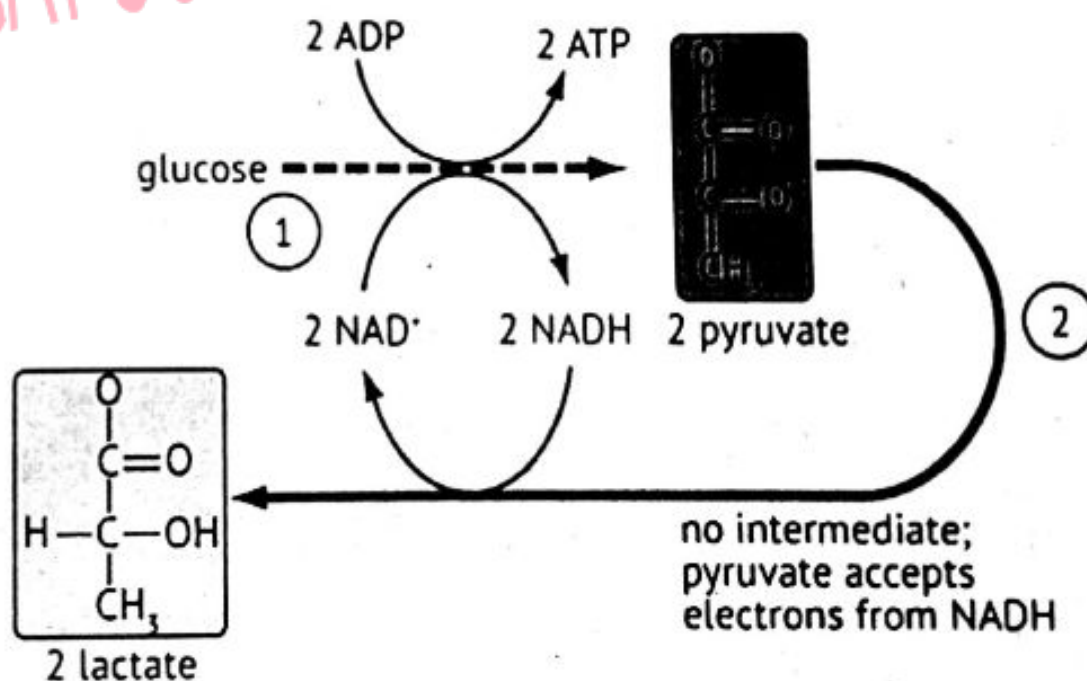 2 ADP
2 ATP
glucose
1
2 NAD⁺
2 NADH
O
C=O
C=O
CH₃
2 pyruvate
2
O
C=O
H—C—OH
CH₃
2 lactate
no intermediate;
pyruvate accepts
electrons from NADH